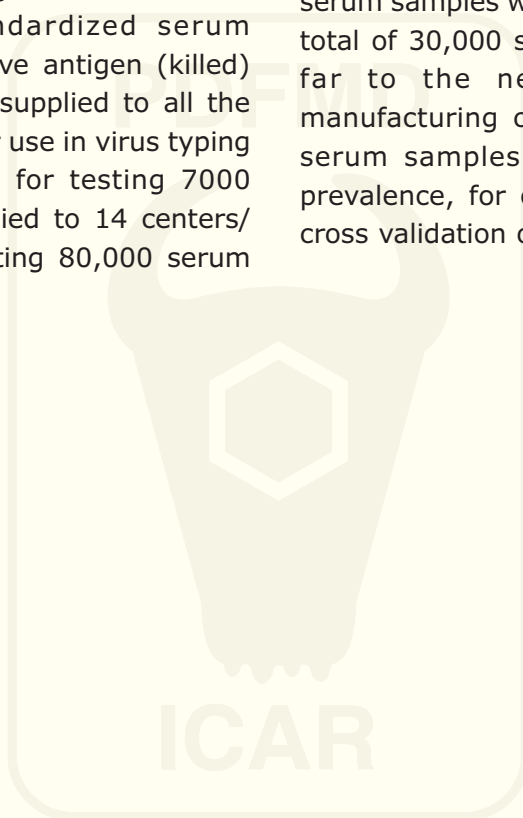 ndardized serum
ve antigen (killed)
supplied to all the
use in virus typing
for testing 7000
ied to 14 centers/
ting 80,000 serum
serum samples w
total of 30,000 s
far to the ne
manufacturing
serum samples
prevalence, for
cross validation
PDFMD
ICAR